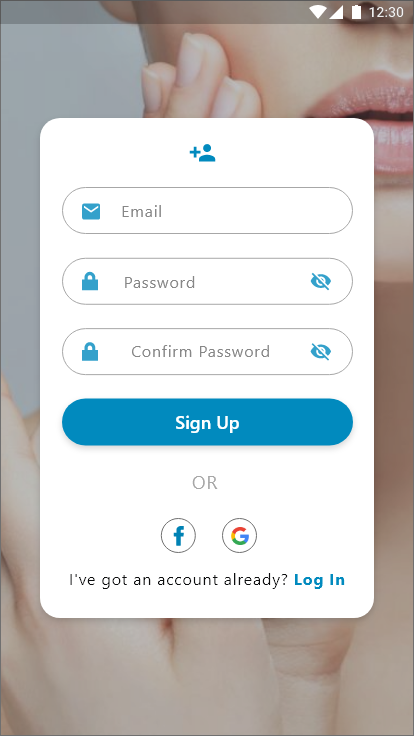 12:30
Email
Password
Confirm Password
Sign Up
OR
I've got an account already? Log In